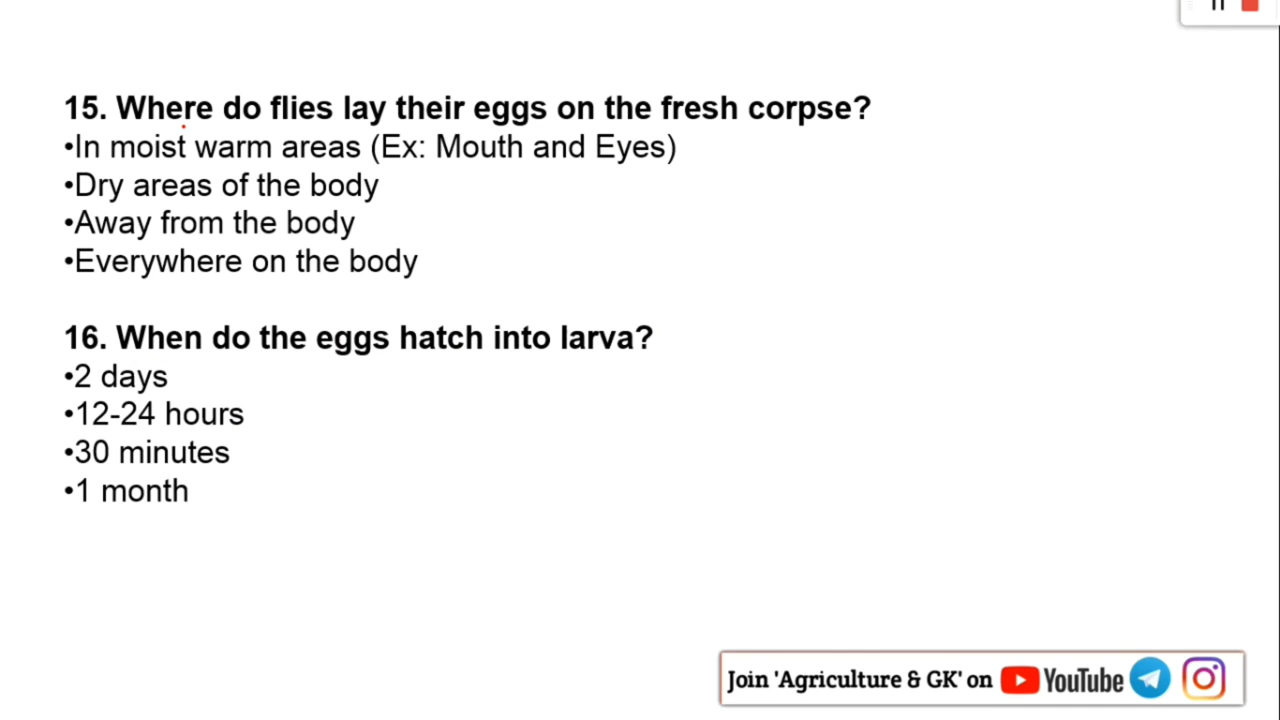 15. Where do flies lay their eggs on the fresh corpse?
•In moist warm areas (Ex: Mouth and Eyes)
•Dry areas of the body
•Away from the body
•Everywhere on the body
16. When do the eggs hatch into larva?
•2 days
•12-24 hours
•30 minutes
•1 month
Join 'Agriculture & GK' on YouTube